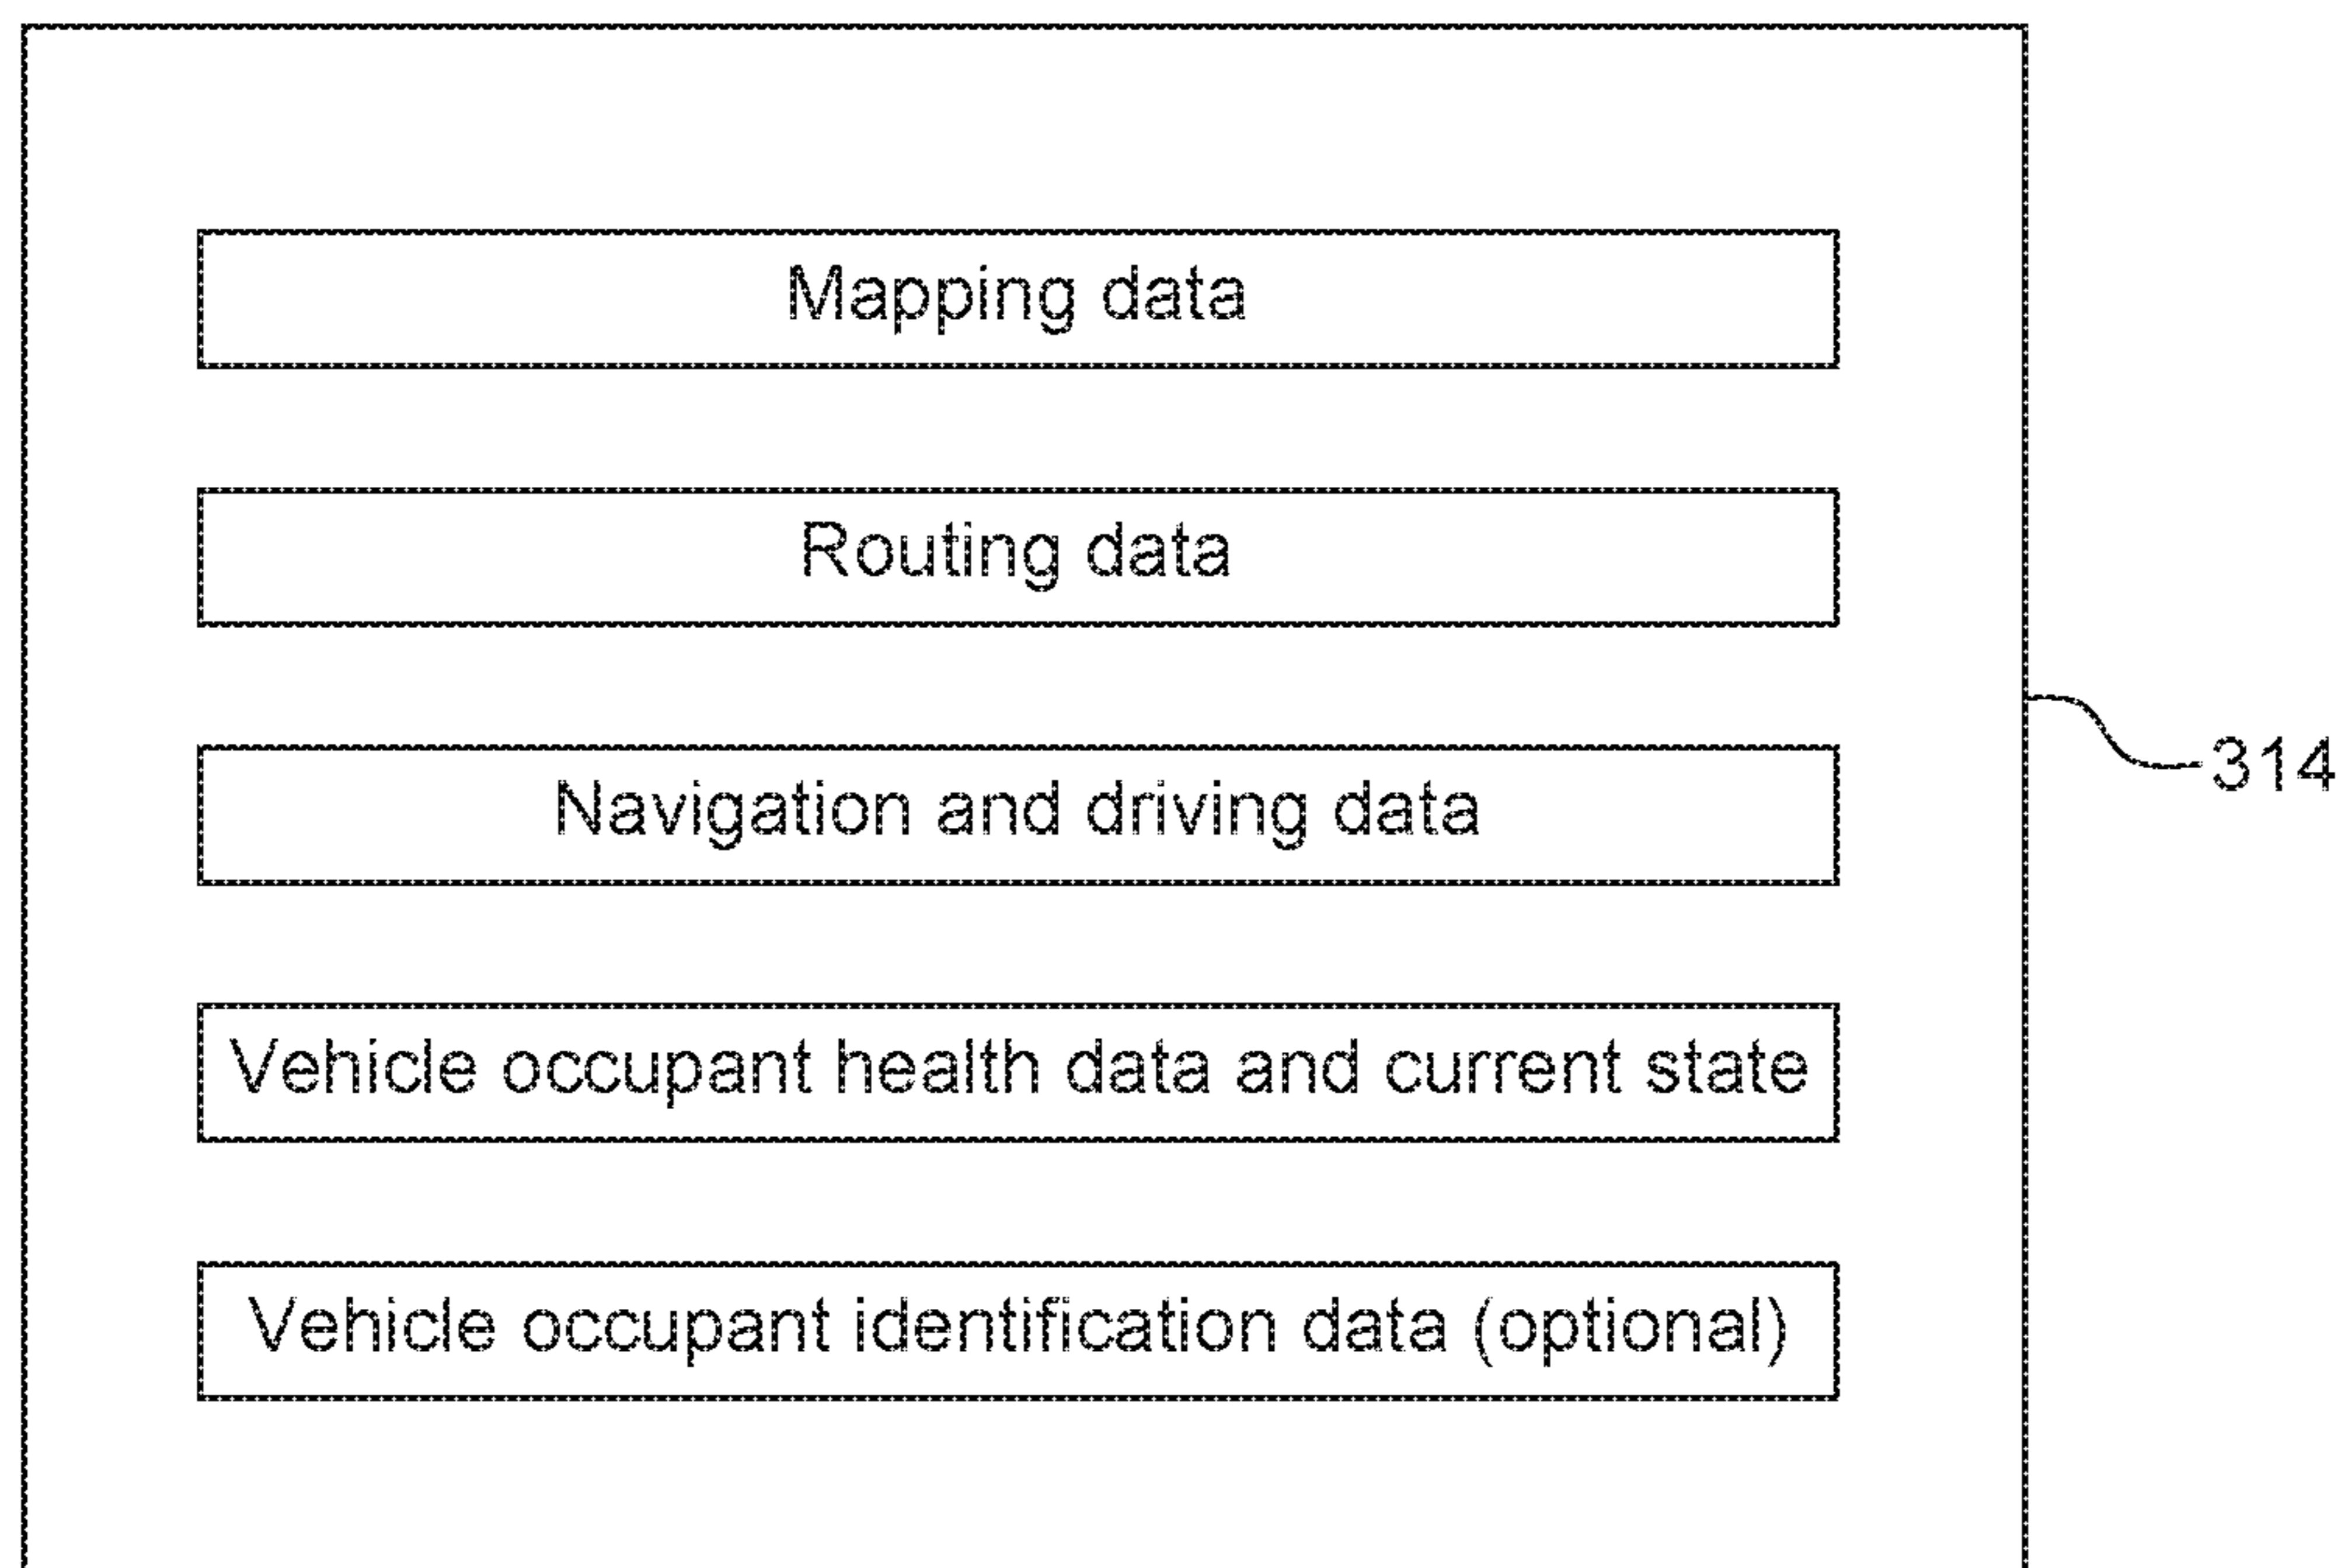 Mapping data
Routing data
Navigation and driving data
314
Vehicle occupant health data and current state
Vehicle occupant identification data (optional)